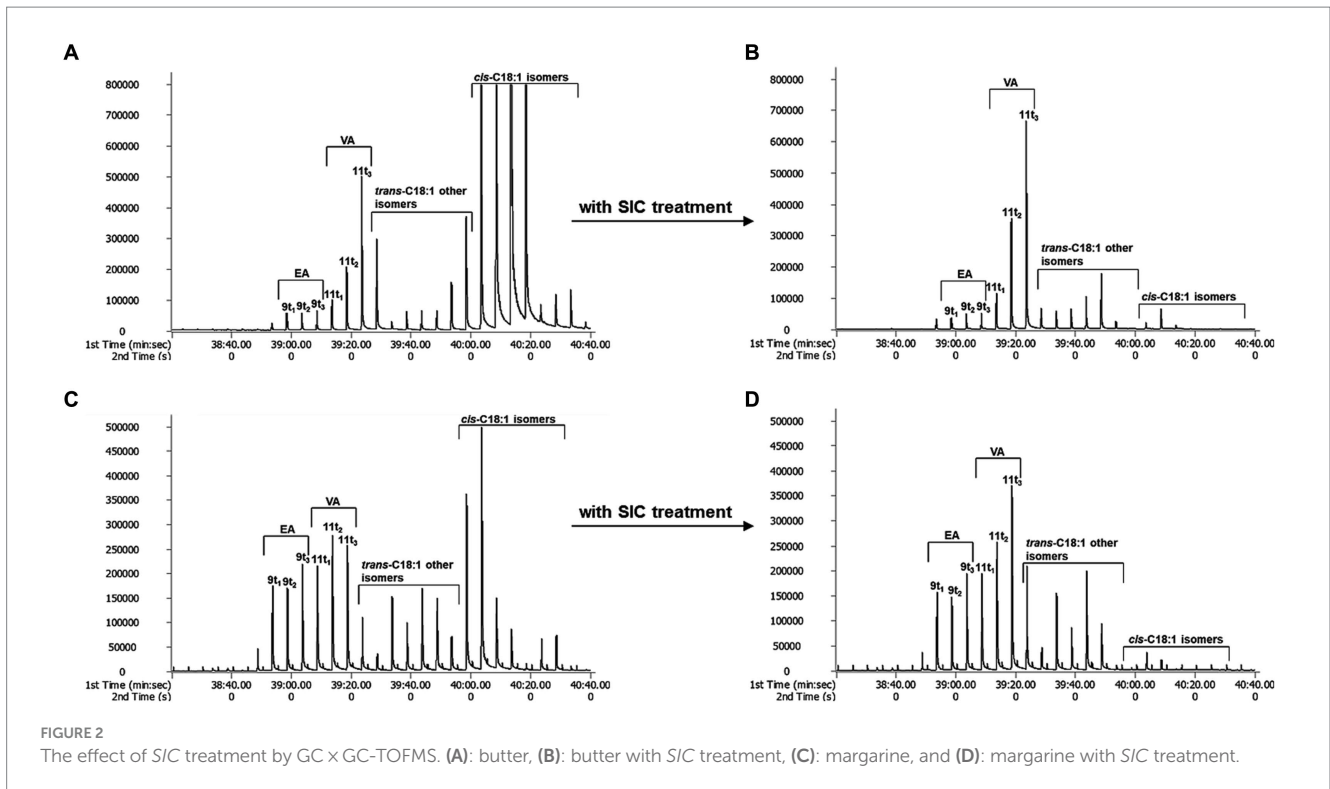 A
800000
700000
600000
500000
400000
300000
200000
100000
0
cis-C18:1 isomers
VA
11t3
trans-C18:1 other
isomers
11t2
EA
11t1
9t1 9t2 9t3
1st Time (min:sec) 38:40.00 39:00.00 39:20.00 39:40.00 40:00.00 40:20.00 40:40.00
2nd Time (s) 0 0 0 0 0 0 0
with SIC treatment
B
800000
700000
600000
500000
400000
300000
200000
100000
0
VA
11t3
11t2
trans-C18:1 other
isomers
EA
11t1
9t1 9t2 9t3
cis-C18:1 isomers
1st Time (min:sec) 38:40.00 39:00.00 39:20.00 39:40.00 40:00.00 40:20.00 40:40.00
2nd Time (s) 0 0 0 0 0 0 0
C
500000
450000
400000
350000
300000
250000
200000
150000
100000
50000
0
cis-C18:1 isomers
VA
11t2
EA
11t3
9t3 11t1
trans-C18:1 other
isomers
9t1 9t2
1st Time (min:sec) 38:40.00 39:00.00 39:20.00 39:40.00 40:00.00 40:20.00 40:40.00
2nd Time (s) 0 0 0 0 0 0 0
with SIC treatment
D
500000
450000
400000
350000
300000
250000
200000
150000
100000
50000
0
VA
11t3
11t2
EA
trans-C18:1 other
isomers
9t3 11t1
9t1 9t2
cis-C18:1 isomers
1st Time (min:sec) 38:40.00 39:00.00 39:20.00 39:40.00 40:00.00 40:20.00 40:40.00
2nd Time (s) 0 0 0 0 0 0 0
FIGURE 2
The effect of SIC treatment by GC × GC-TOFMS. (A): butter, (B): butter with SIC treatment, (C): margarine, and (D): margarine with SIC treatment.